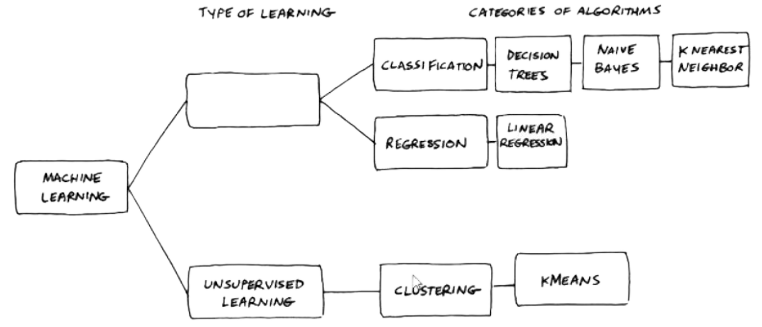 TYPE OF LEARNING
CATEGORIES OF ALGORITHMS
CLASSIFICATION
DECISION
TREES
NAIVE
BAYES
K NEAREST
NEIGHBOR
REGRESSION
LINEAR
REGRESSION
MACHINE
LEARNING
UNSUPERVISED
LEARNING
CLUSTERING
KMEANS